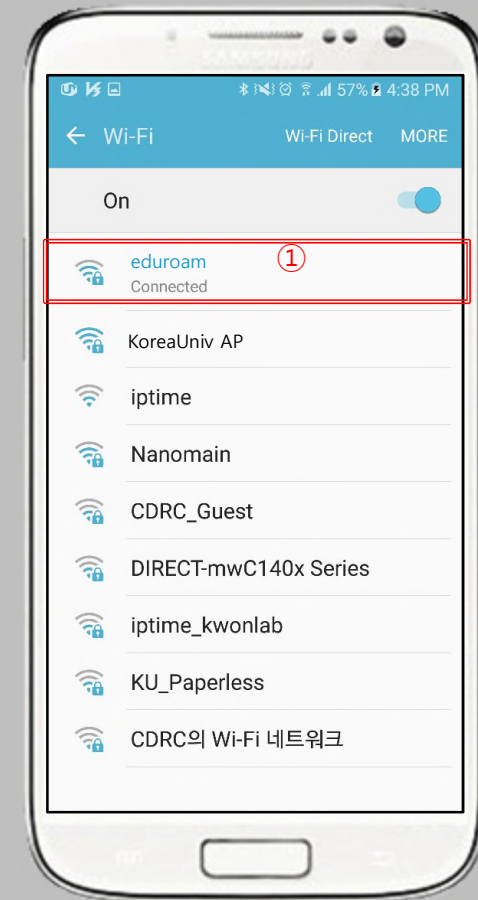 SAMSUNG
57% 4:38 PM
Wi-Fi Wi-Fi Direct MORE
On
eduroam ①
Connected
KoreaUniv AP
iptime
Nanomain
CDRC_Guest
DIRECT-mwC140x Series
iptime_kwonlab
KU_Paperless
CDRC의 Wi-Fi 네트워크